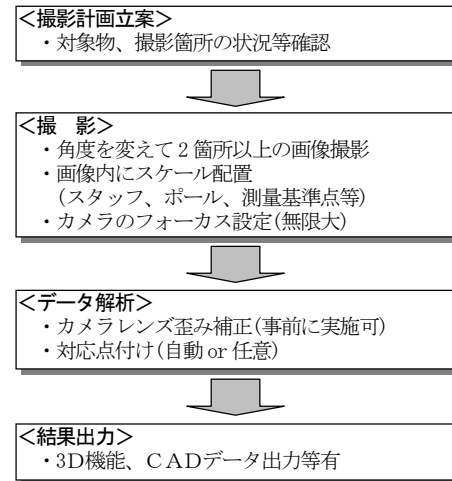 <撮影計画立案>
・対象物、撮影箇所の状況等確認
<撮　影>
・角度を変えて２箇所以上の画像撮影
・画像内にスケール配置
(スタッフ、ポール、測量基準点等)
・カメラのフォーカス設定(無限大)
<データ解析>
・カメラレンズ歪み補正(事前に実施可)
・対応点付け(自動 or 任意)
<結果出力>
・3D機能、ＣＡＤデータ出力等有